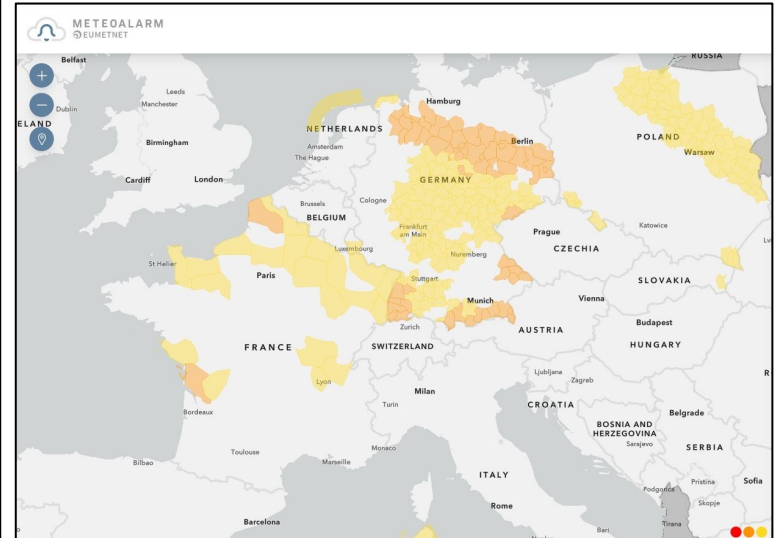 METEOALARM
EUMETNET
Belfast
RUSSIA
Leeds
Dublin
Manchester
Hamburg
ELAND
NETHERLANDS
POLAND
Birmingham
Amsterdam
Berlin
Warsaw
The Hague
Cardiff
London
GERMANY
Brussels
Cologne
BELGIUM
Frankfurt
am Main
Prague
Katowice
CZECHIA
Luxembourg
Nuremberg
St Helier
Paris
Stuttgart
SLOVAKIA
Munich
Vienna
Zurich
AUSTRIA
Budapest
FRANCE
SWITZERLAND
HUNGARY
Ljubljana
Zagreb
Lyon
Milan
Turin
CROATIA
Belgrade
Bordeaux
BOSNIA AND
HERZEGOVINA
Sarajevo
SERBIA
Toulouse
Monaco
Bilbao
Marseille
ITALY
Pristina
Sofia
Podgorica
Skopje
Rome
Barcelona
Bari
Tirana